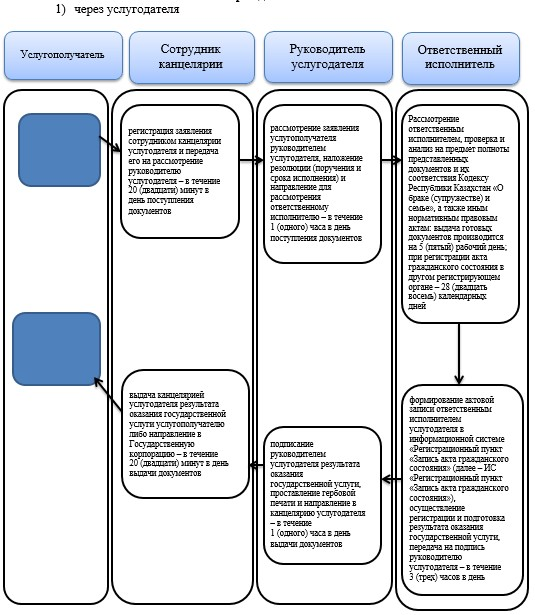 1) через услугодателя
Услугополучатель
Сотрудник
канцелярии
Руководитель
услугодателя
Ответственный
исполнитель
регистрация заявления
сотрудником канцелярии
услугодателя и передача
его на рассмотрение
руководителю
услугодателя – в течение
20 (двадцати) минут в
день поступления
документов
рассмотрение заявления
услугополучателя
руководителем
услугодателя, наложение
резолюции (поручения и
срока исполнения) и
направление для
рассмотрения
ответственному
исполнителю – в течение
1 (одного) часа в день
поступления документов
Рассмотрение
ответственным
исполнителем, проверка и
анализ на предмет полноты
представленных
документов и их
соответствия Кодексу
Республики Казахстан «О
браке (супружестве) и
семье», а также иным
нормативным правовым
актам: выдача готовых
документов производится
на 5 (пятый) рабочий день;
при регистрации акта
гражданского состояния в
другом регистрирующем
органе – 28 (двадцать
восемь) календарных
дней
выдача канцелярией
услугодателя результата
оказания государственной
услуги услугополучателю
либо направление в
Государственную
корпорацию – в течение
20 (двадцати) минут в день
выдачи документов
подписание
руководителем
услугодателя результата
оказания
государственной услуги,
проставление гербовой
печати и направление в
канцелярию услугодателя
– в течение
1 (одного) часа в день
выдачи документов
формирование актовой
записи ответственным
исполнителем
услугодателя в
информационной системе
«Регистрационный пункт
«Запись акта гражданского
состояния» (далее – ИС
«Регистрационный пункт
«Запись акта гражданского
состояния»),
осуществление
регистрации и подготовка
результата оказания
государственной услуги,
передача на подпись
руководителю
услугодателя – в течение
3 (трех) часов в день